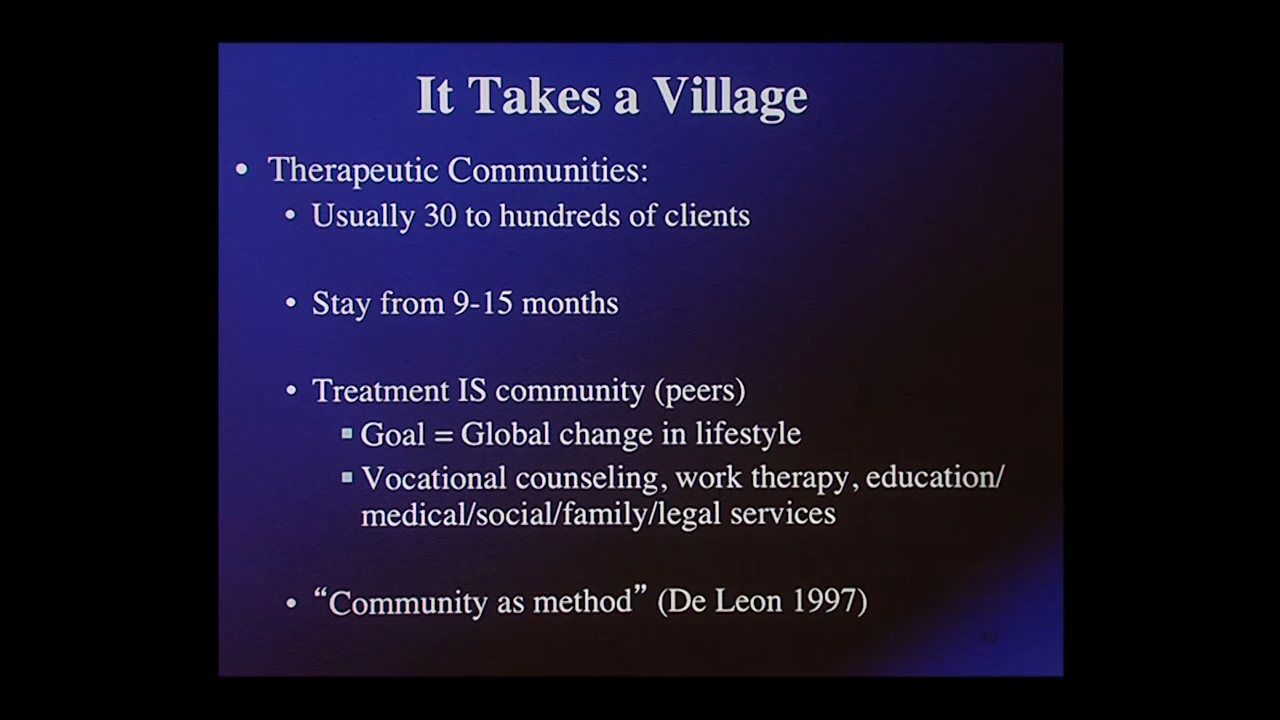 It Takes a Village
• Therapeutic Communities:
• Usually 30 to hundreds of clients
• Stay from 9-15 months
• Treatment IS community (peers)
▪ Goal = Global change in lifestyle
▪ Vocational counseling, work therapy, education/
medical/social/family/legal services
• “Community as method” (De Leon 1997)